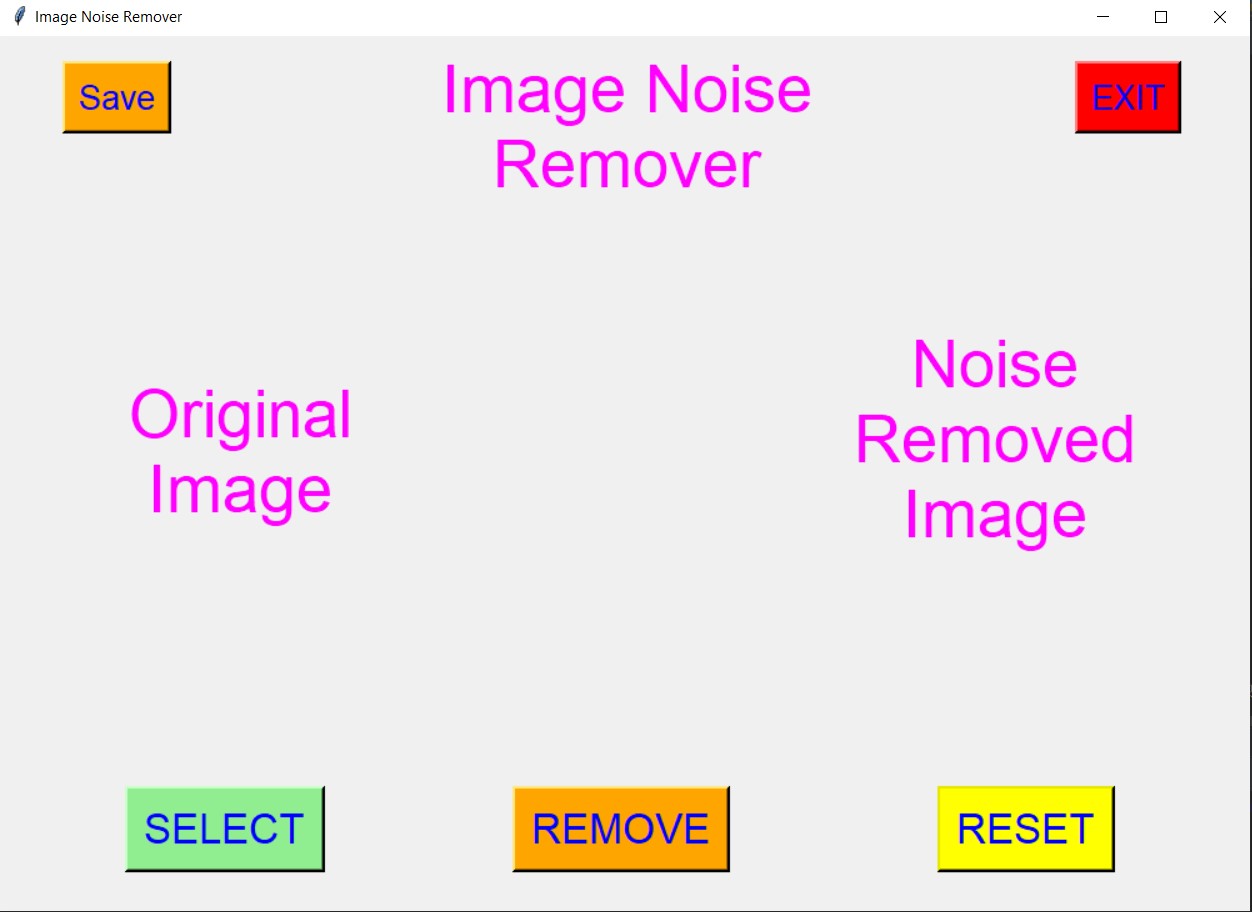 Image Noise Remover
Save
Image Noise
Remover
EXIT
Original
Image
Noise
Removed
Image
SELECT
REMOVE
RESET